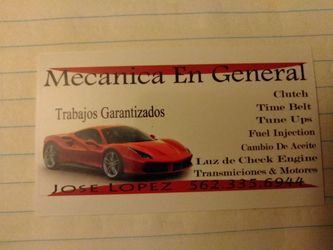 Mecanica En General
Trabajos Garantizados
Clutch
Time Belt
Tune Ups
Fuel Injection
Cambio De Aceite
Luz de Check Engine
Transmiciones & Motores
JOSE LOPEZ 562.335.6944